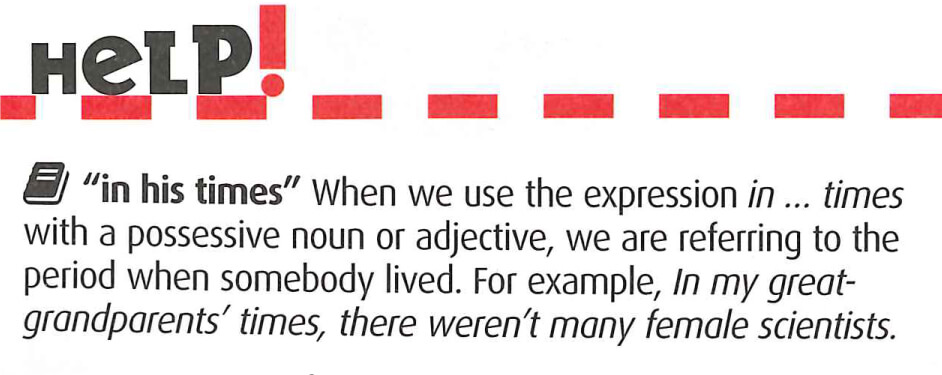 HeLP!
"in his times" When we use the expression in ... times
with a possessive noun or adjective, we are referring to the
period when somebody lived. For example, In my great-
grandparents' times, there weren't many female scientists.